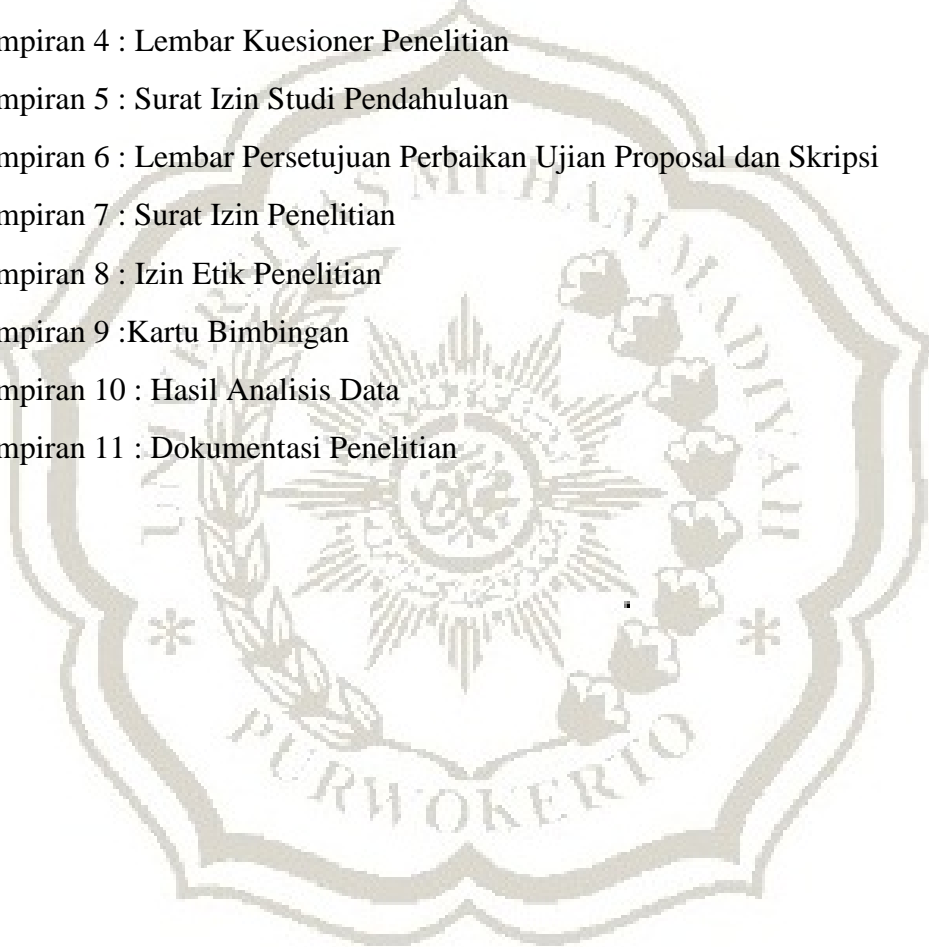 mpiran 4 : Lembar Kuesioner Penelitian
mpiran 5 : Surat Izin Studi Pendahuluan
mpiran 6 : Lembar Persetujuan Perbaikan Ujian Proposal dan Skripsi
mpiran 7 : Surat Izin Penelitian
mpiran 8 : Izin Etik Penelitian
mpiran 9 :Kartu Bimbingan
mpiran 10 : Hasil Analisis Data
mpiran 11 : Dokumentasi Penelitian
UNIVERSITAS MUHAMMADIYAH
PURWOKERTO